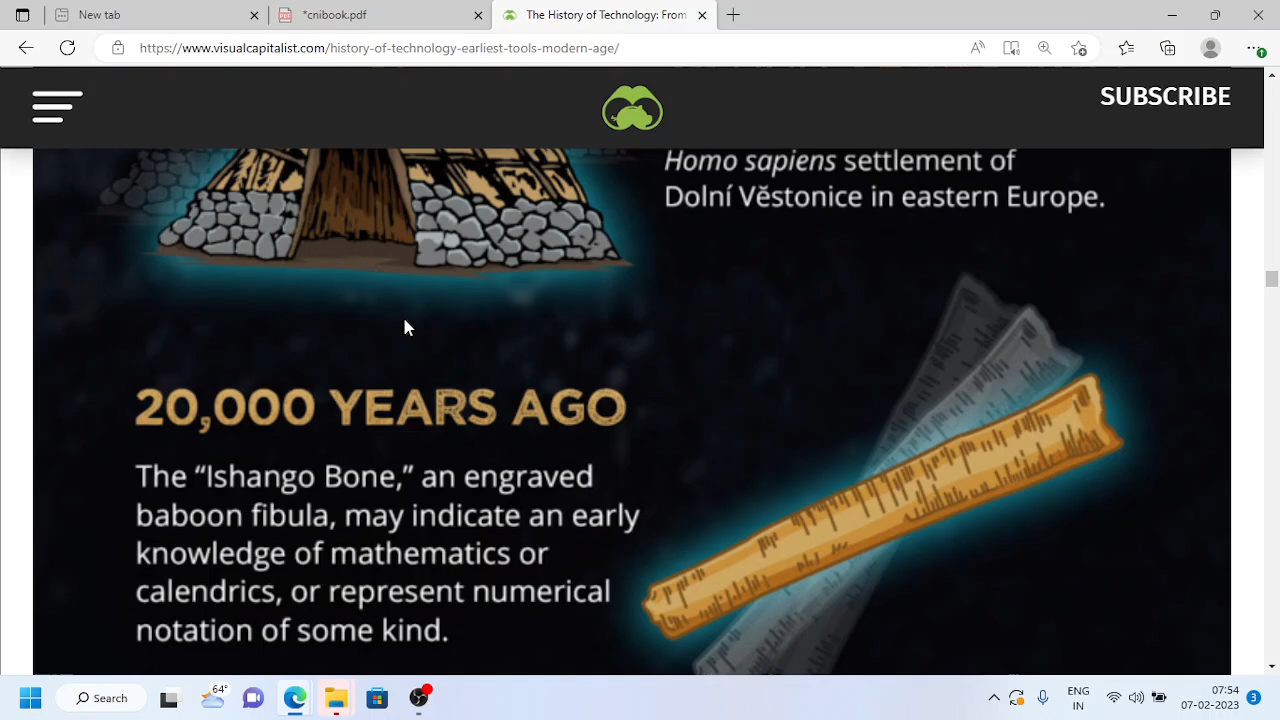 New tab
*cnibook.pdf
The History of Technology: From
https://www.visualcapitalist.com/history-of-technology-earliest-tools-modern-age/
SUBSCRIBE
Homo sapiens settlement of
Dolní Věstonice in eastern Europe.
20,000 YEARS AGO
The “Ishango Bone,” an engraved
baboon fibula, may indicate an early
knowledge of mathematics or
calendrics, or represent numerical
notation of some kind.
64°
Search
ENG
IN
07:54
07-02-2023
3